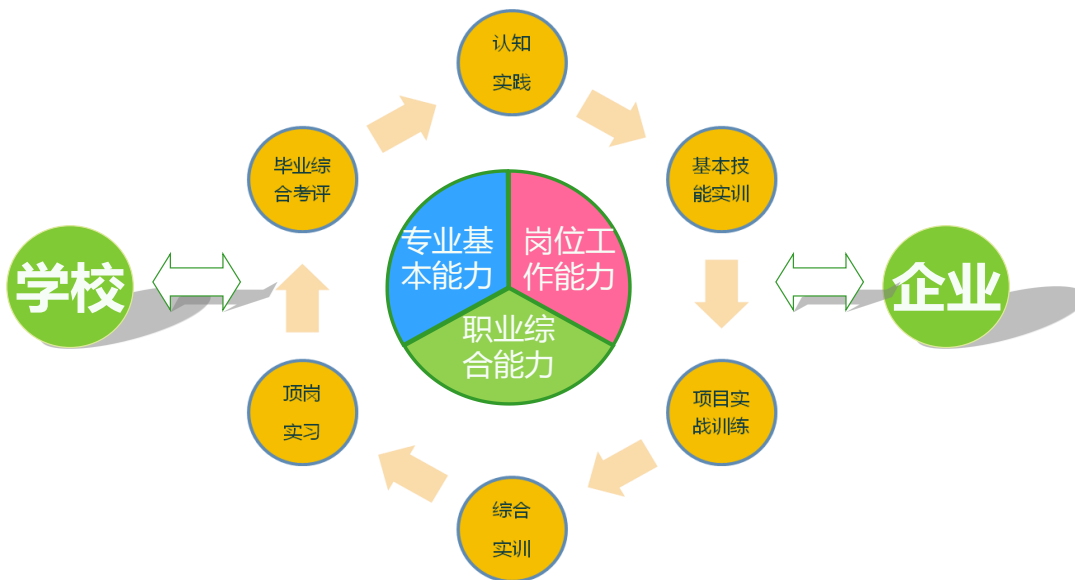 认知
实践
毕业综
合考评
基本技
能实训
专业基
本能力
岗位工
作能力
学校
企业
职业综
合能力
顶岗
实习
项目实
战训练
综合
实训